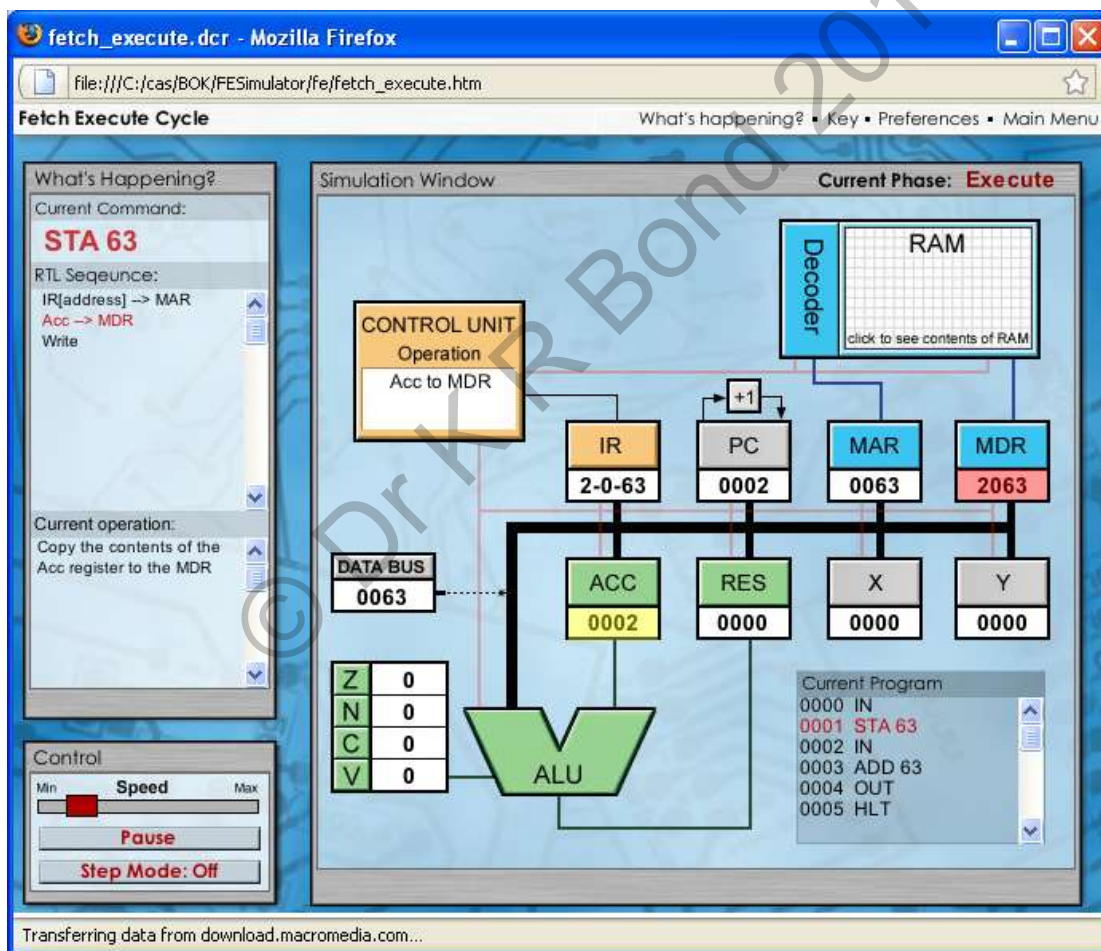 fetch_execute.dcr - Mozilla Firefox
file:///C:/cas/BOK/FESimulator/fe/fetch_execute.htm
Fetch Execute Cycle
What's happening? ▪ Key ▪ Preferences ▪ Main Menu
What's Happening?
Current Command:
STA 63
RTL Seqeunce:
IR[address] --> MAR
Acc --> MDR
Write
Current operation:
Copy the contents of the
Acc register to the MDR
Control
Min Speed Max
Pause
Step Mode: Off
Simulation Window
Current Phase: Execute
Decoder
RAM
click to see contents of RAM
CONTROL UNIT
Operation
Acc to MDR
+1
IR
2-0-63
PC
0002
MAR
0063
MDR
2063
DATA BUS
0063
ACC
0002
RES
0000
X
0000
Y
0000
Z 0
N 0
C 0
V 0
ALU
Current Program
0000 IN
0001 STA 63
0002 IN
0003 ADD 63
0004 OUT
0005 HLT
Transferring data from download.macromedia.com...
© Dr K R Bond 201